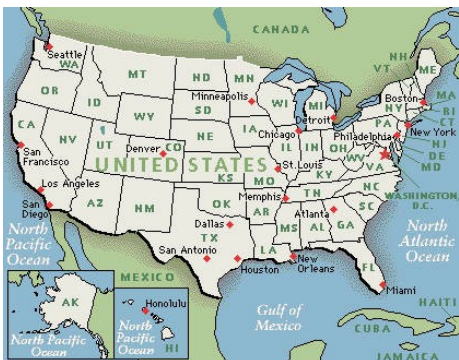 CANADA
Seattle
WA
MT
ND
MN
NH
VT
ME
OR
ID
Minneapolis
SD
WI
MI
Boston
MA
NY
RI
CT
WY
Detroit
CA
NV
UT
Denver
CO
NE
IA
Chicago
PA
Philadelphia
New York
NJ
DE
MD
IL
IN
OH
WV
VA
San
Francisco
UNITED STATES
St. Louis
KS
MO
KY
WASHINGTON,
D.C.
Los Angeles
Memphis
TN
NC
AZ
NM
OK
AR
SC
San
Diego
Atlanta
MS
AL
GA
Dallas
TX
LA
North
Pacific
Ocean
North
Atlantic
Ocean
San Antonio
Houston
New
Orleans
FL
Miami
MEXICO
Gulf of
Mexico
AK
Honolulu
North Pacific
Ocean
North
Pacific
Ocean
HI
CUBA
HAITI
JAMAICA